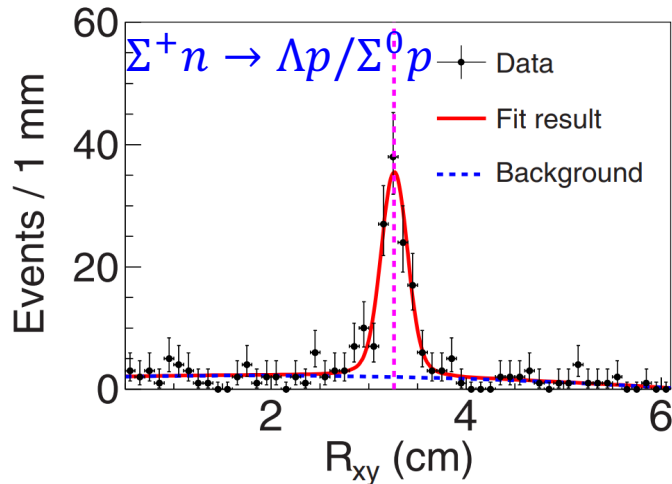 60
Σ⁺n → Λp/Σ⁰p
Data
Fit result
Background
40
20
0
2
4
6
Events / 1 mm
R_xy (cm)